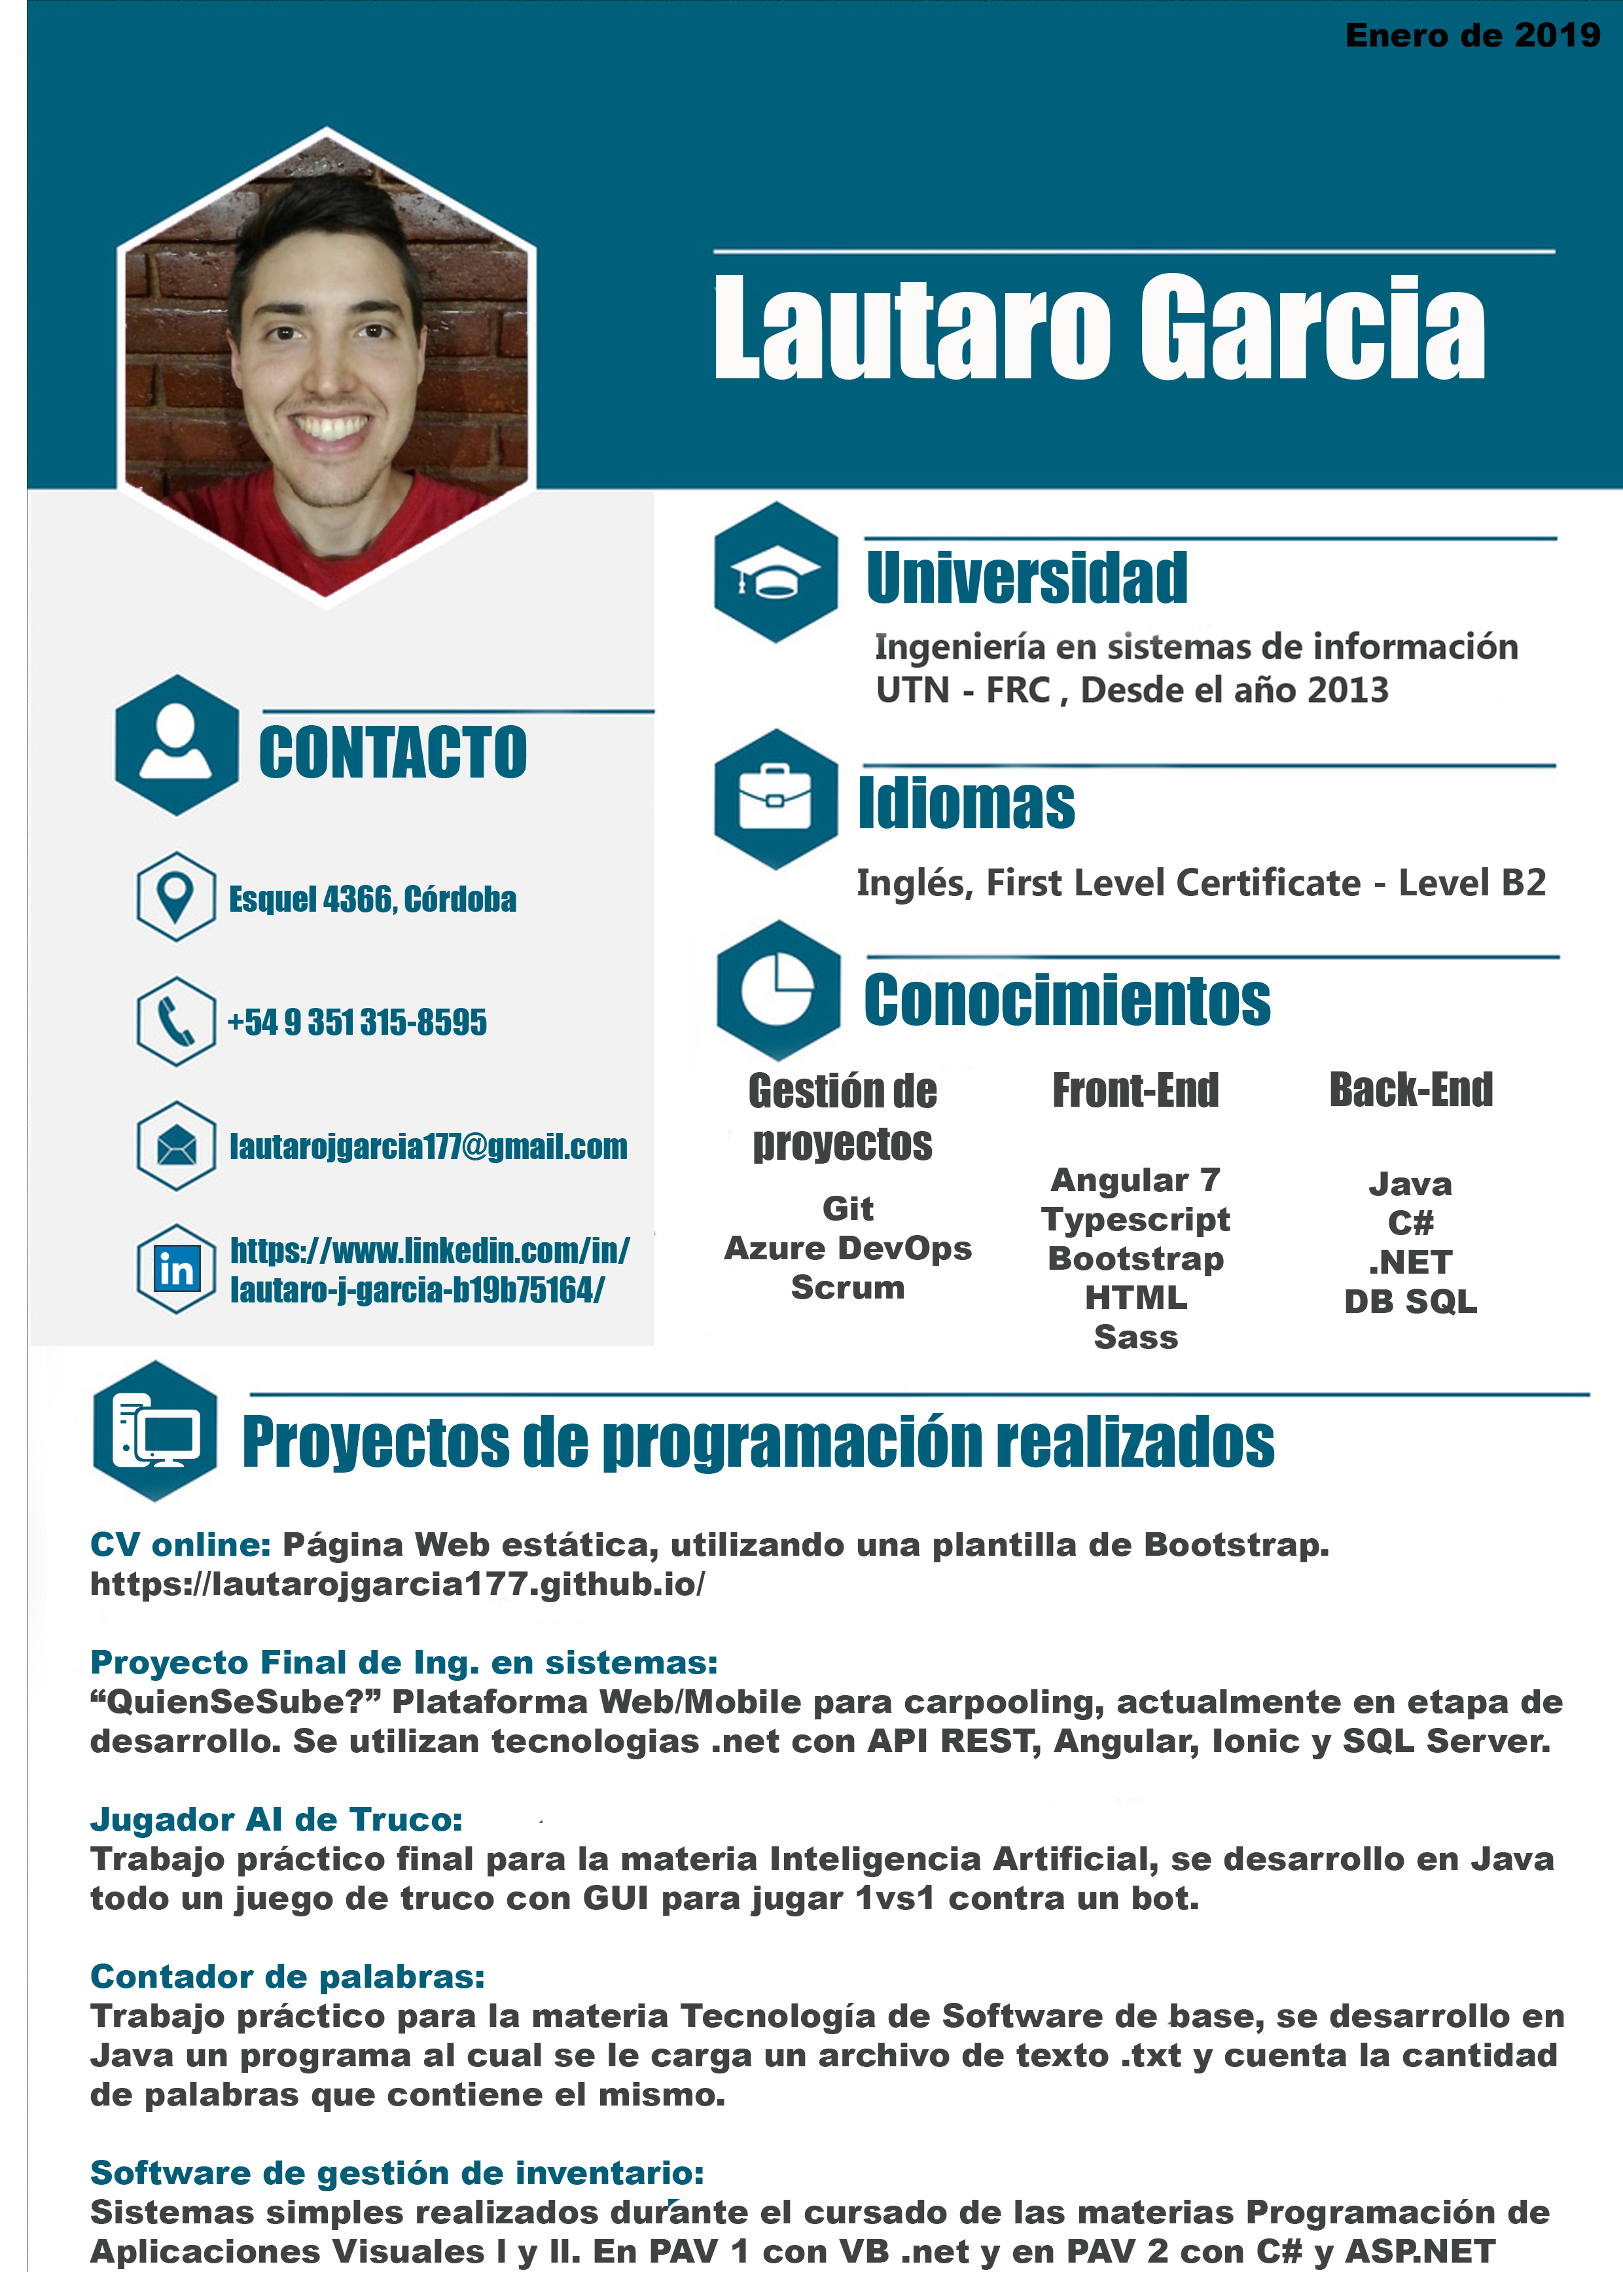 Enero de 2019
Lautaro Garcia
CONTACTO
Esquel 4366, Córdoba
+54 9 351 315-8595
lautarojgarcia177@gmail.com
in
https://www.linkedin.com/in/
lautaro-j-garcia-b19b75164/
Universidad
Ingeniería en sistemas de información
UTN - FRC , Desde el año 2013
Idiomas
Inglés, First Level Certificate - Level B2
Conocimientos
Gestión de
proyectos
Git
Azure DevOps
Scrum
Front-End
Angular 7
Typescript
Bootstrap
HTML
Sass
Back-End
Java
C#
.NET
DB SQL
Proyectos de programación realizados
CV online: Página Web estática, utilizando una plantilla de Bootstrap.
https://lautarojgarcia177.github.io/
Proyecto Final de Ing. en sistemas:
“QuienSeSube?” Plataforma Web/Mobile para carpooling, actualmente en etapa de
desarrollo. Se utilizan tecnologias .net con API REST, Angular, Ionic y SQL Server.
Jugador AI de Truco:
Trabajo práctico final para la materia Inteligencia Artificial, se desarrollo en Java
todo un juego de truco con GUI para jugar 1vs1 contra un bot.
Contador de palabras:
Trabajo práctico para la materia Tecnología de Software de base, se desarrollo en
Java un programa al cual se le carga un archivo de texto .txt y cuenta la cantidad
de palabras que contiene el mismo.
Software de gestión de inventario:
Sistemas simples realizados durante el cursado de las materias Programación de
Aplicaciones Visuales I y II. En PAV 1 con VB .net y en PAV 2 con C# y ASP.NET